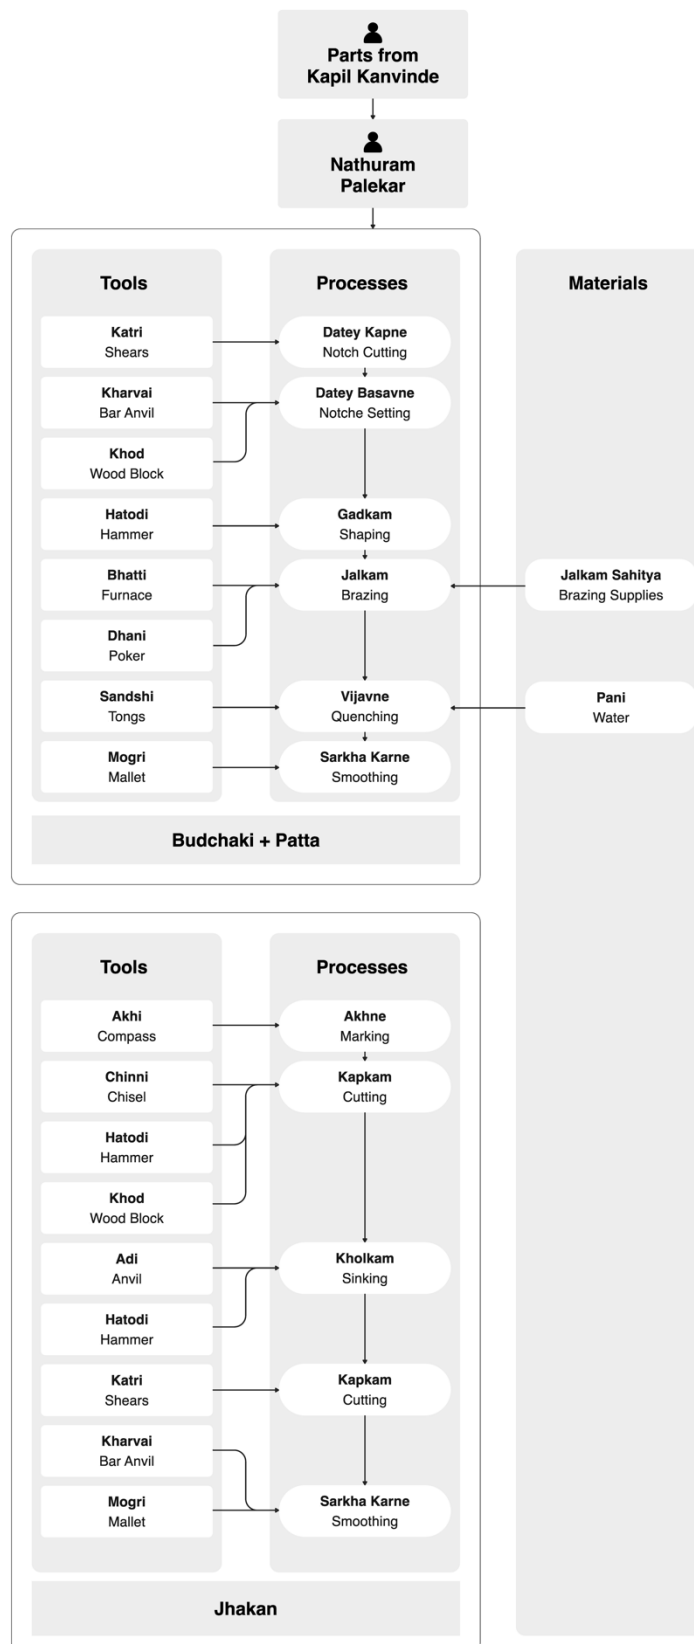 Parts from
Kapil Kanvinde
Nathuram
Palekar
Tools
Processes
Materials
Katri
Shears
Datey Kapne
Notch Cutting
Kharvai
Bar Anvil
Datey Basavne
Notche Setting
Khod
Wood Block
Hatodi
Hammer
Gadkam
Shaping
Bhatti
Furnace
Jalkam
Brazing
Jalkam Sahitya
Brazing Supplies
Dhani
Poker
Sandshi
Tongs
Vijavne
Quenching
Pani
Water
Mogri
Mallet
Sarkha Karne
Smoothing
Budchaki + Patta
Tools
Processes
Akhi
Compass
Akhne
Marking
Chinni
Chisel
Kapkam
Cutting
Hatodi
Hammer
Khod
Wood Block
Adi
Anvil
Kholkam
Sinking
Hatodi
Hammer
Katri
Shears
Kapkam
Cutting
Kharvai
Bar Anvil
Mogri
Mallet
Sarkha Karne
Smoothing
Jhakan